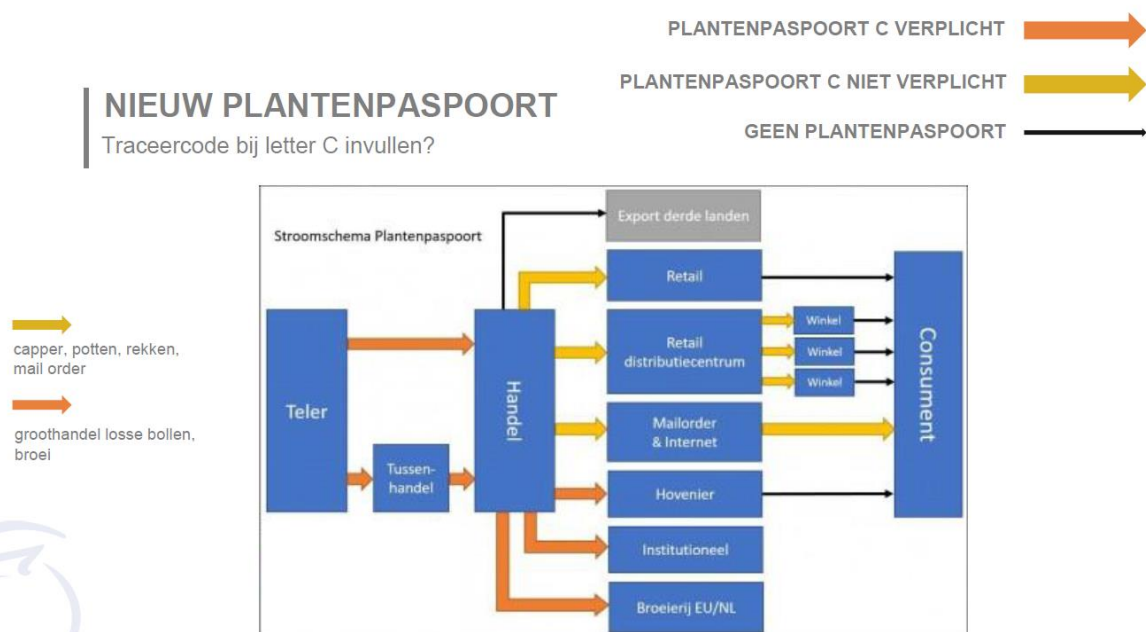 PLANTENPASPOORT C VERPLICHT
PLANTENPASPOORT C NIET VERPLICHT
GEEN PLANTENPASPOORT
NIEUW PLANTENPASPOORT
Traceercode bij letter C invullen?
capper, potten, rekken,
mail order
groothandel losse bollen,
broei
Stroomschema Plantenpaspoort
Teler
Tussen-
handel
Handel
Export derde landen
Retail
Retail
distributiecentrum
Winkel
Winkel
Winkel
Mailorder
& Internet
Hovenier
Institutioneel
Broeierij EU/NL
Consument